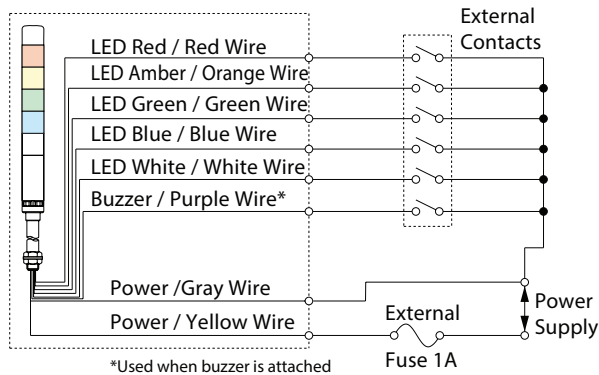 External
Contacts
LED Red / Red Wire
LED Amber / Orange Wire
LED Green / Green Wire
LED Blue / Blue Wire
LED White / White Wire
Buzzer / Purple Wire*
Power /Gray Wire
Power / Yellow Wire
External
Fuse 1A
Power
Supply
*Used when buzzer is attached